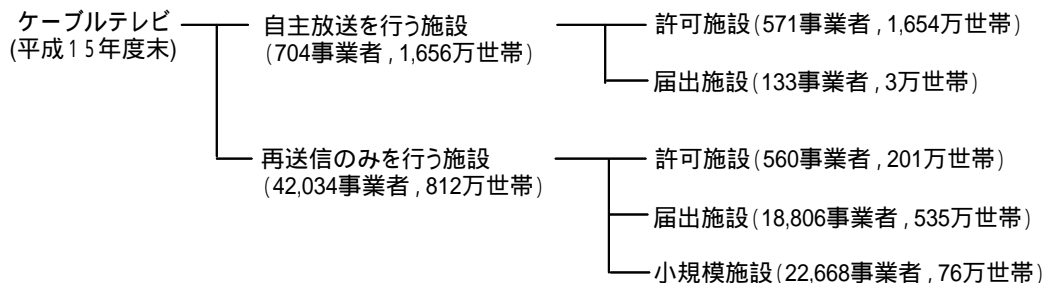 ケーブルテレビ
(平成15年度末)
自主放送を行う施設
(704事業者,1,656万世帯)
許可施設(571事業者,1,654万世帯)
届出施設(133事業者,3万世帯)
再送信のみを行う施設
(42,034事業者,812万世帯)
許可施設(560事業者,201万世帯)
届出施設(18,806事業者,535万世帯)
小規模施設(22,668事業者,76万世帯)